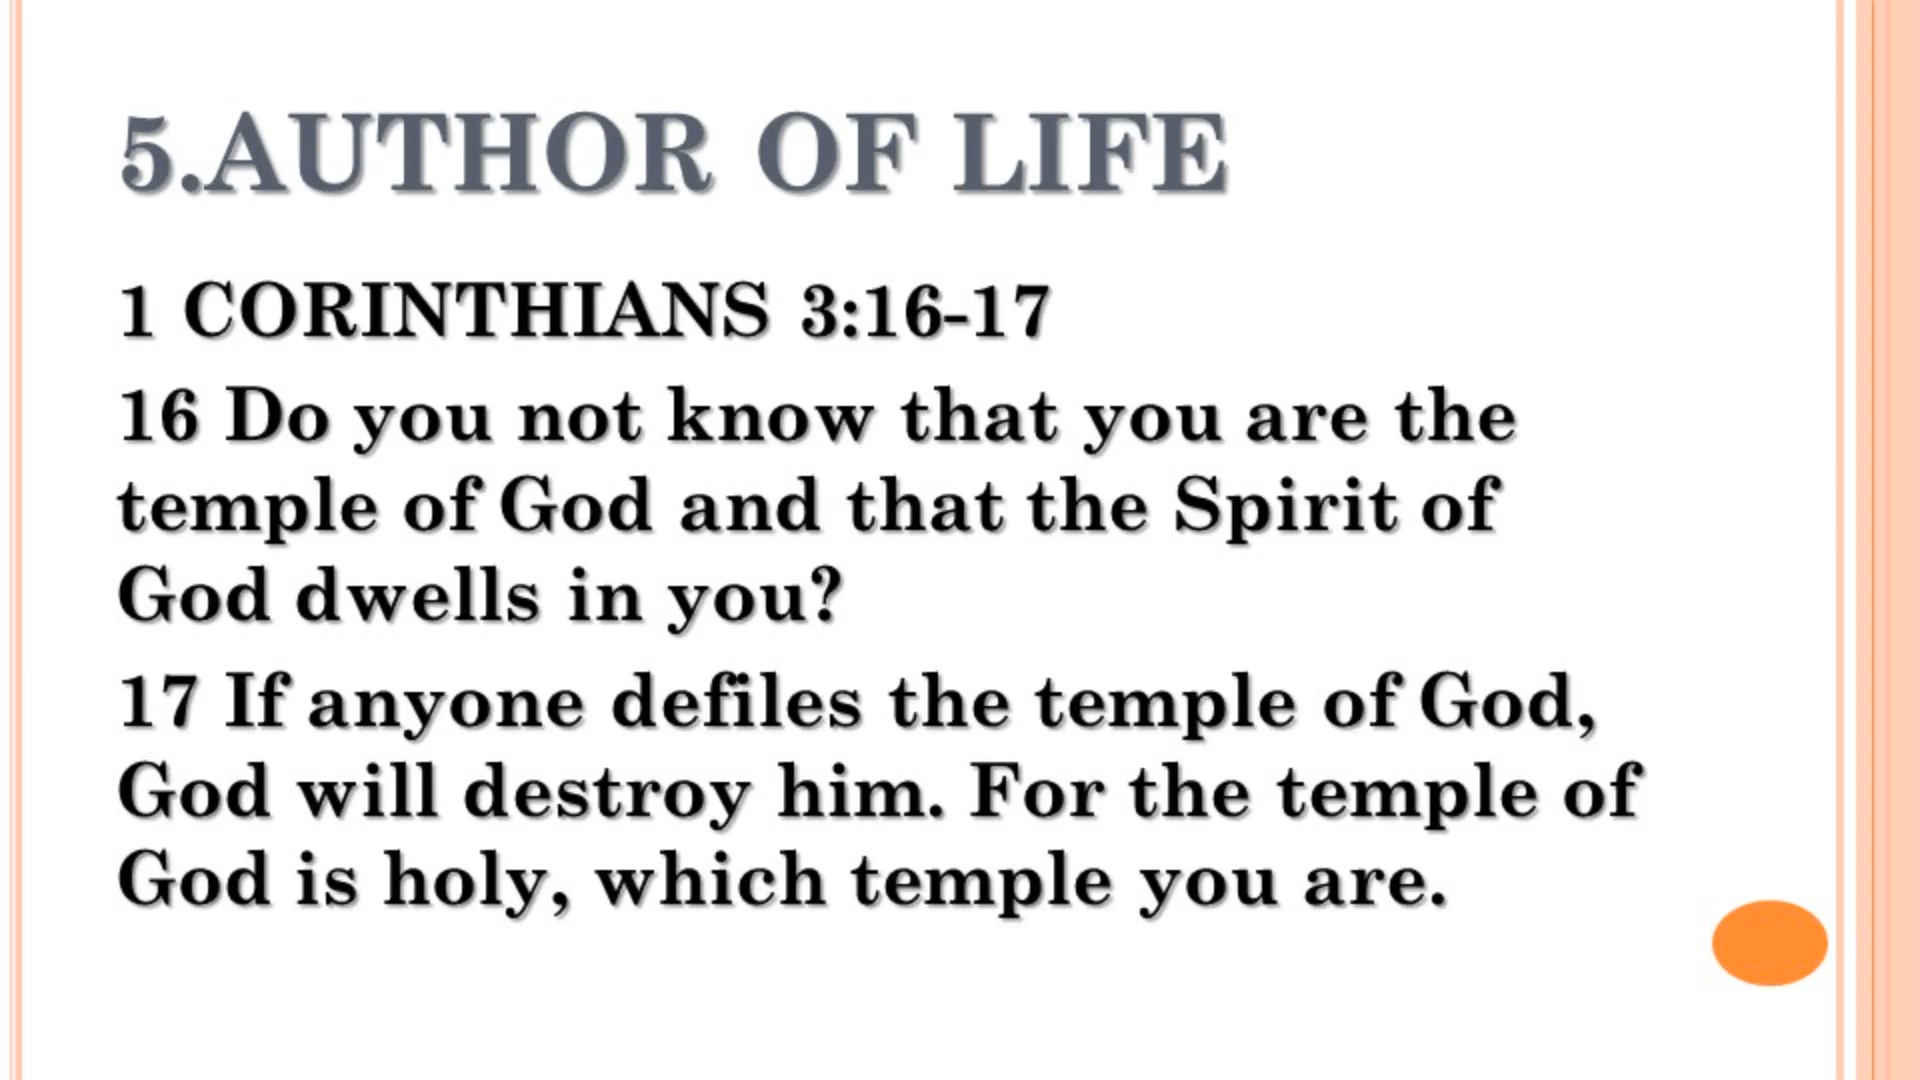 5.AUTHOR OF LIFE
1 CORINTHIANS 3:16-17
16 Do you not know that you are the
temple of God and that the Spirit of
God dwells in you?
17 If anyone defiles the temple of God,
God will destroy him. For the temple of
God is holy, which temple you are.